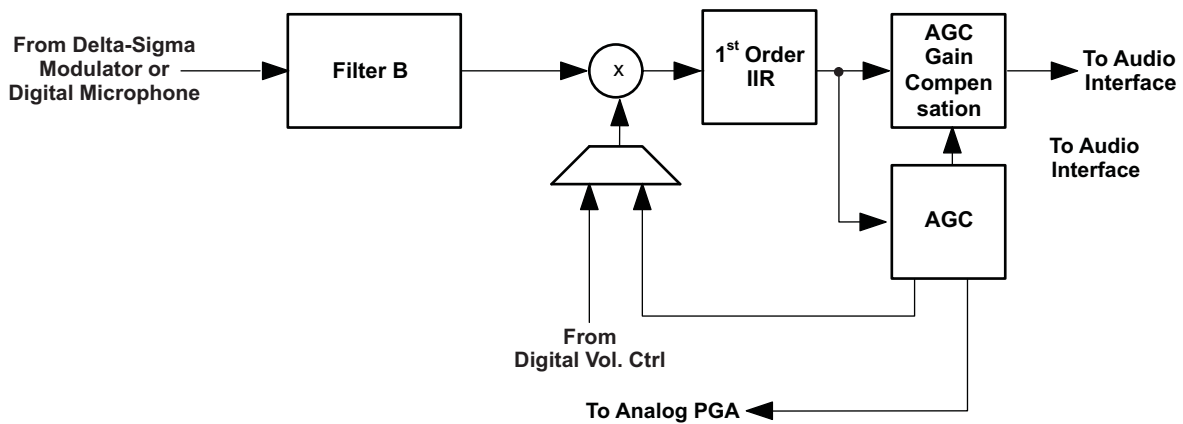 From Delta-Sigma
Modulator or
Digital Microphone
Filter B
x
1st Order
IIR
AGC
Gain
Compen
sation
To Audio
Interface
To Audio
Interface
AGC
From
Digital Vol. Ctrl
To Analog PGA